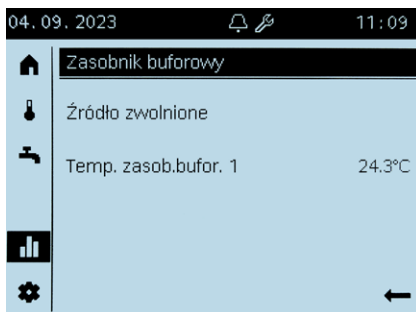 04.09.2023 11:09
Zasobnik buforowy
Źródło zwolnione
Temp. zasob.bufor. 1 24.3°C